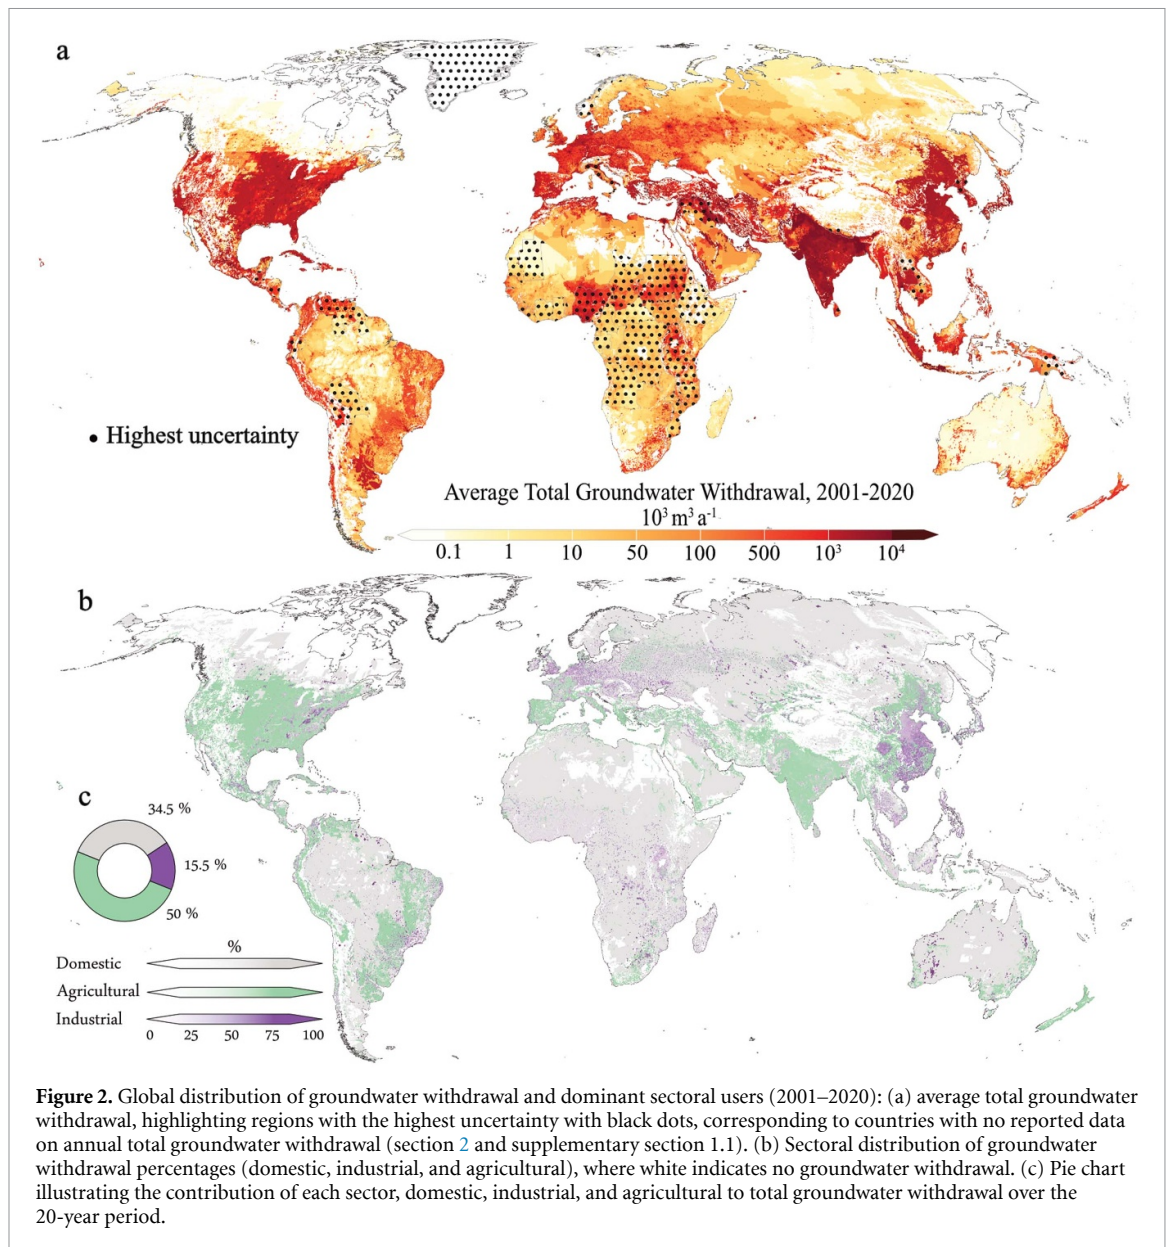 a
• Highest uncertainty
Average Total Groundwater Withdrawal, 2001-2020
10³ m³ a⁻¹
0.1 1 10 50 100 500 10³ 10⁴
b
c
34.5 %
15.5 %
50 %
%
Domestic
Agricultural
Industrial
0 25 50 75 100
Figure 2. Global distribution of groundwater withdrawal and dominant sectoral users (2001–2020): (a) average total groundwater
withdrawal, highlighting regions with the highest uncertainty with black dots, corresponding to countries with no reported data
on annual total groundwater withdrawal (section 2 and supplementary section 1.1). (b) Sectoral distribution of groundwater
withdrawal percentages (domestic, industrial, and agricultural), where white indicates no groundwater withdrawal. (c) Pie chart
illustrating the contribution of each sector, domestic, industrial, and agricultural to total groundwater withdrawal over the
20-year period.